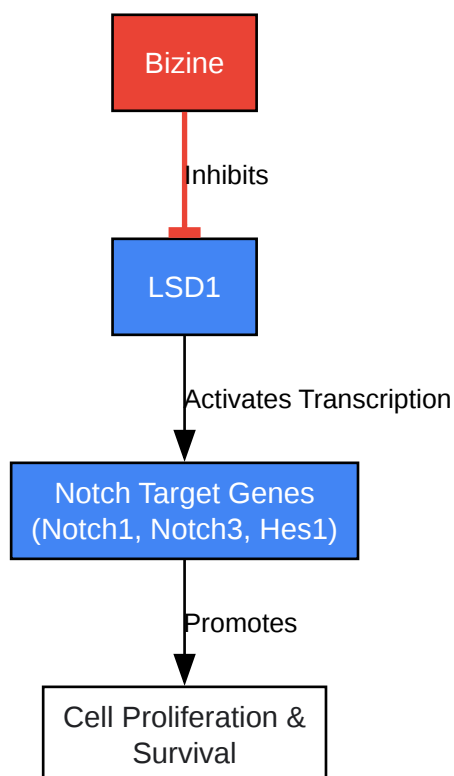 Bizine
Inhibits
LSD1
Activates Transcription
Notch Target Genes
(Notch1, Notch3, Hes1)
Promotes
Cell Proliferation &
Survival